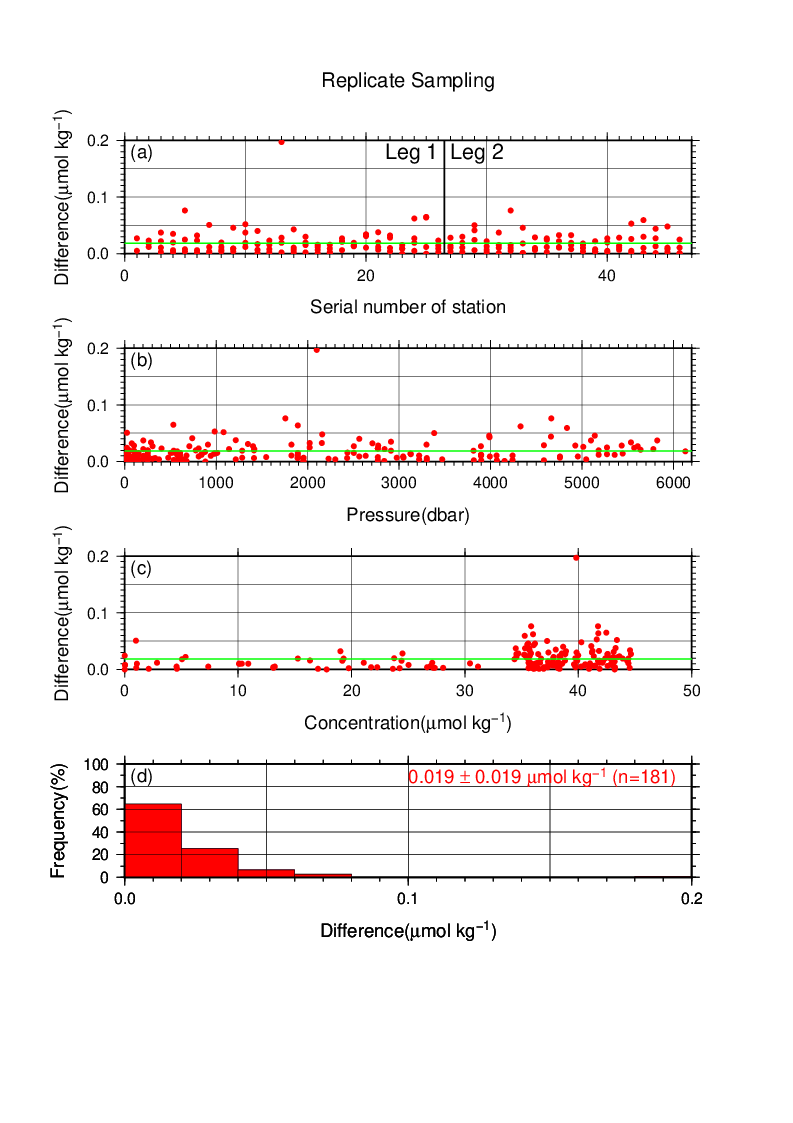 Replicate Sampling
Difference(μmol kg⁻¹)
0.2
0.1
0.0
(a)
Leg 1
Leg 2
0
20
40
Serial number of station
Difference(μmol kg⁻¹)
0.2
0.1
0.0
(b)
0
1000
2000
3000
4000
5000
6000
Pressure(dbar)
Difference(μmol kg⁻¹)
0.2
0.1
0.0
(c)
0
10
20
30
40
50
Concentration(μmol kg⁻¹)
Frequency(%)
100
80
60
40
20
0
(d)
0.019 ± 0.019 μmol kg⁻¹ (n=181)
0.0
0.1
0.2
Difference(μmol kg⁻¹)